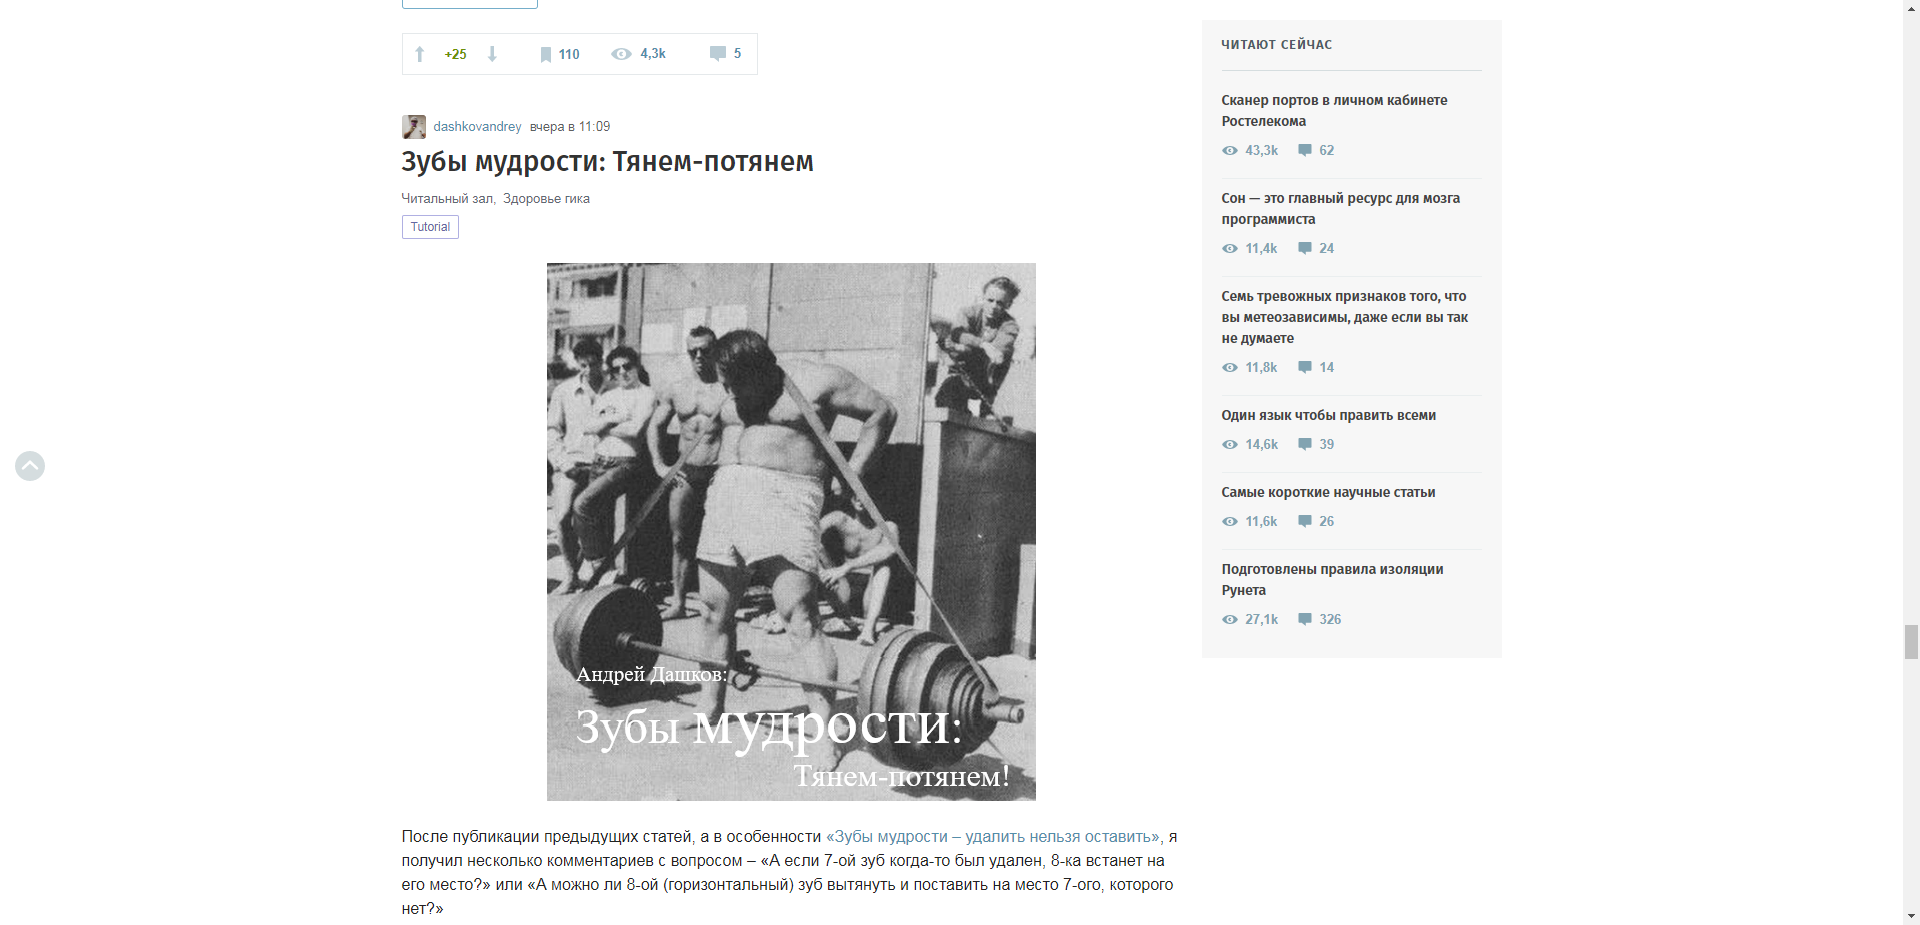 +25 110 4,3k 5
dashkovandrey вчера в 11:09
Зубы мудрости: Тянем-потянем
Читальный зал, Здоровье гика
Tutorial
Андрей Дашков:
Зубы мудрости:
Тянем-потянем!
После публикации предыдущих статей, а в особенности «Зубы мудрости – удалить нельзя оставить», я
получил несколько комментариев с вопросом – «А если 7-ой зуб когда-то был удален, 8-ка встанет на
его место?» или «А можно ли 8-ой (горизонтальный) зуб вытянуть и поставить на место 7-ого, которого
нет?»
ЧИТАЮТ СЕЙЧАС
Сканер портов в личном кабинете
Ростелекома
43,3k 62
Сон — это главный ресурс для мозга
программиста
11,4k 24
Семь тревожных признаков того, что
вы метеозависимы, даже если вы так
не думаете
11,8k 14
Один язык чтобы править всеми
14,6k 39
Самые короткие научные статьи
11,6k 26
Подготовлены правила изоляции
Рунета
27,1k 326